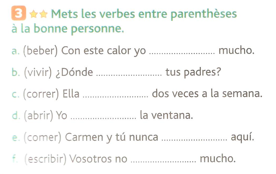 3 Mets les verbes entre parenthèses
à la bonne personne.
a. (beber) Con este calor yo ........................... mucho.
b. (vivir) ¿Dónde ........................... tus padres?
c. (correr) Ella ........................... dos veces a la semana.
d. (abrir) Yo ........................... la ventana.
e. (comer) Carmen y tú nunca ........................... aquí.
f. (escribir) Vosotros no ........................... mucho.